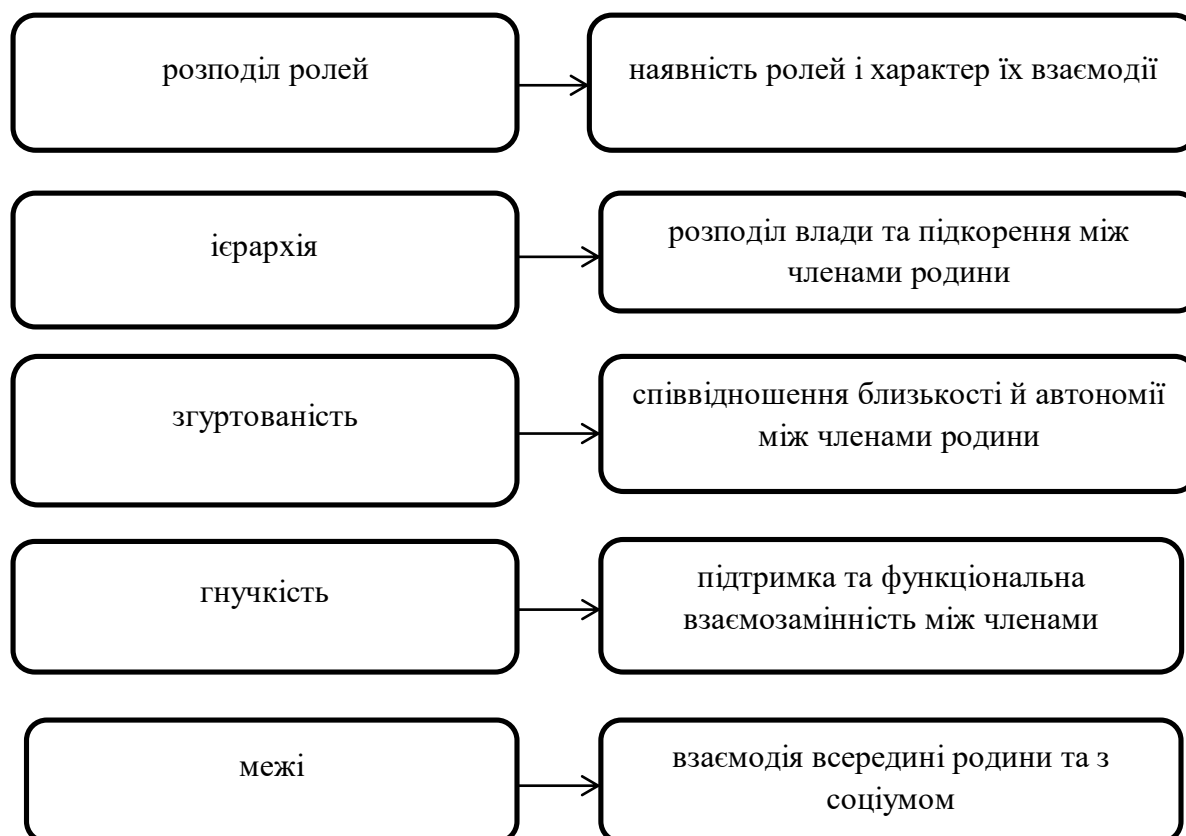 розподіл ролей
наявність ролей і характер їх взаємодії
ієрархія
розподіл влади та підкорення між
членами родини
згуртованість
співвідношення близькості й автономії
між членами родини
гнучкість
підтримка та функціональна
взаємозамінність між членами
межі
взаємодія всередині родини та з
соціумом